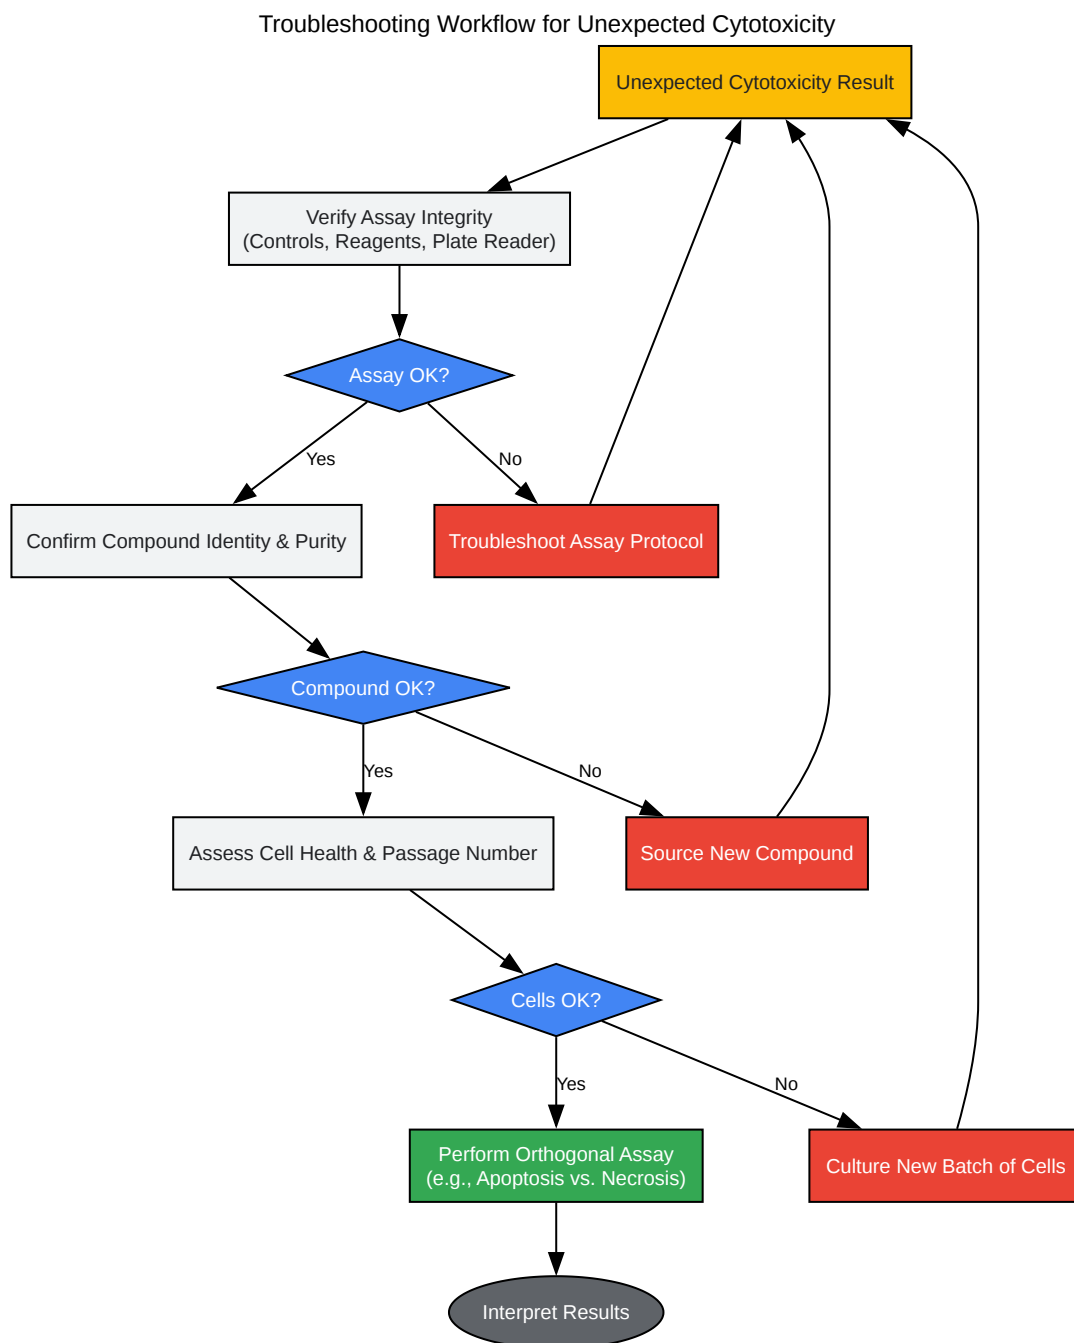 Troubleshooting Workflow for Unexpected Cytotoxicity
Unexpected Cytotoxicity Result
Verify Assay Integrity
(Controls, Reagents, Plate Reader)
Assay OK?
Yes
No
Confirm Compound Identity & Purity
Troubleshoot Assay Protocol
Compound OK?
Yes
No
Assess Cell Health & Passage Number
Source New Compound
Cells OK?
Yes
No
Perform Orthogonal Assay
(e.g., Apoptosis vs. Necrosis)
Culture New Batch of Cells
Interpret Results